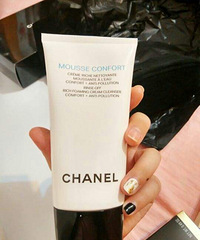 MOUSSE CONFORT
CRÈME RICHE NETTOYANTE
MOUSSANTE À L'EAU
CONFORT + ANTI-POLLUTION
RINSE-OFF
RICH FOAMING CREAM CLEANSER
COMFORT + ANTI-POLLUTION
CHANEL